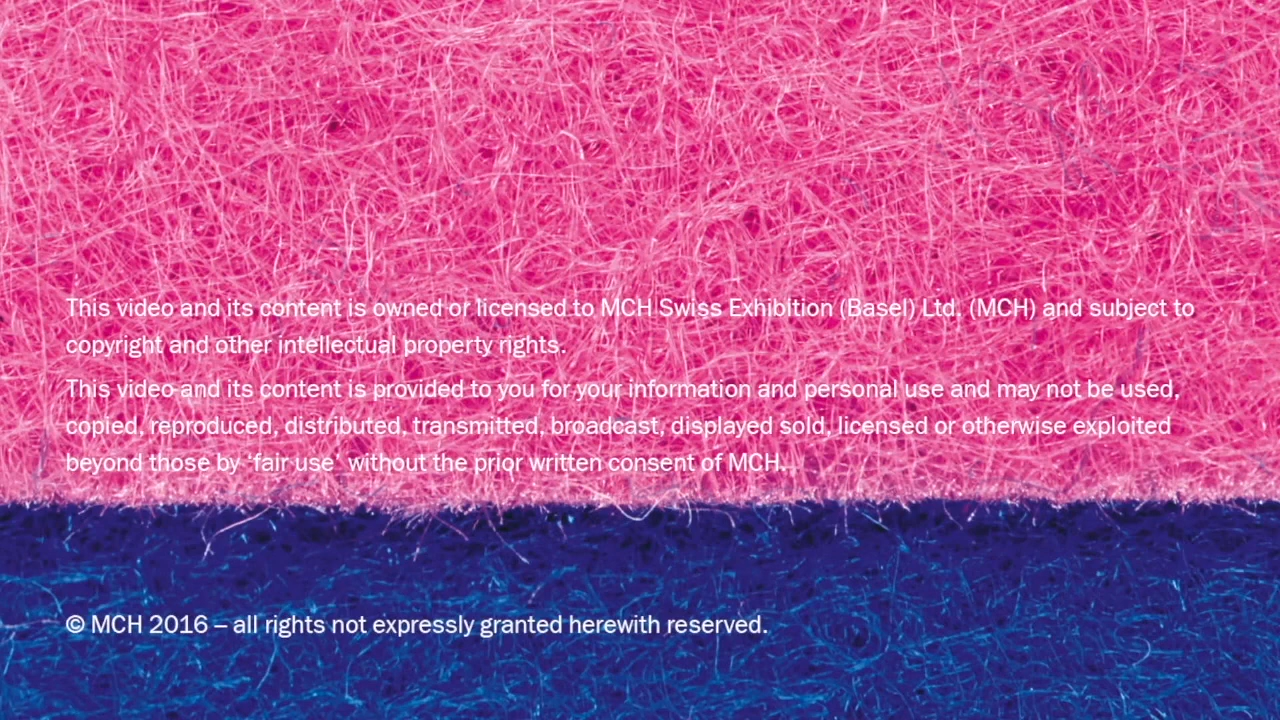 This video and its content is owned or licensed to MCH Swiss Exhibition (Basel) Ltd. (MCH) and subject to
copyright and other intellectual property rights.
This video and its content is provided to you for your information and personal use and may not be used,
copied, reproduced, distributed, transmitted, broadcast, displayed sold, licensed or otherwise exploited
beyond those by ‘fair use’ without the prior written consent of MCH.
© MCH 2016 – all rights not expressly granted herewith reserved.